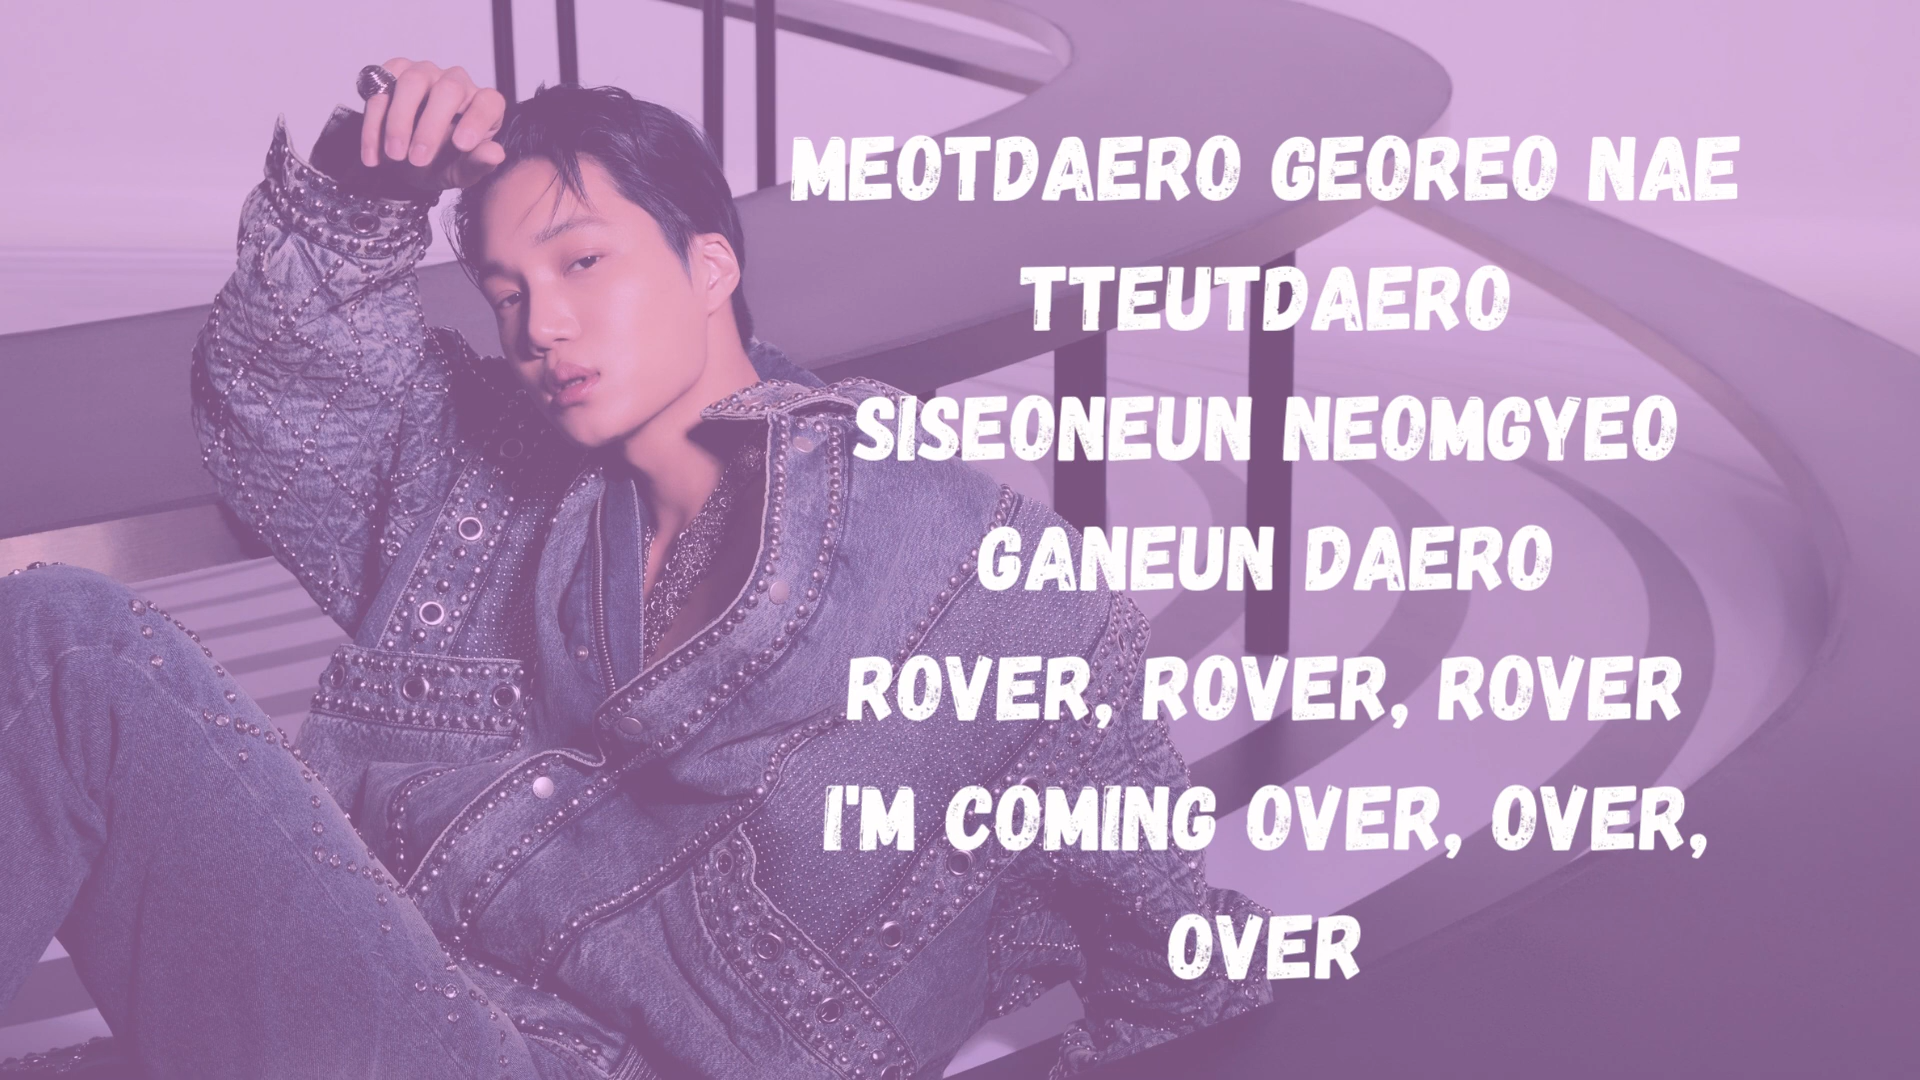 MEOTDAERO GEOREO NAE
TTEUTDAERO
SISEONEUN NEOMGYEO
GANEUN DAERO
ROVER, ROVER, ROVER
I'M COMING OVER, OVER,
OVER